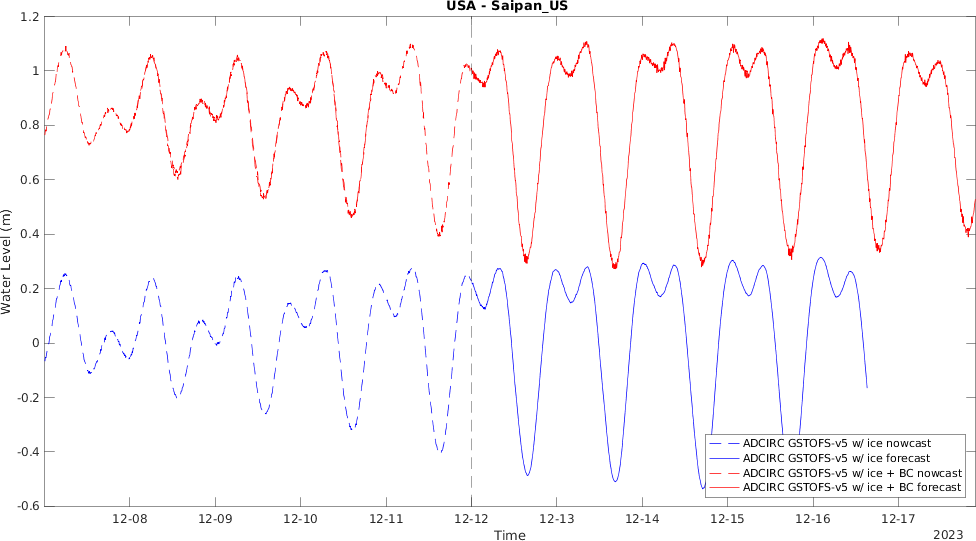 USA - Saipan_US
Water Level (m)
1.2
1
0.8
0.6
0.4
0.2
0
-0.2
-0.4
-0.6
ADCIRC GSTOFS-v5 w/ ice nowcast
ADCIRC GSTOFS-v5 w/ ice forecast
ADCIRC GSTOFS-v5 w/ ice + BC nowcast
ADCIRC GSTOFS-v5 w/ ice + BC forecast
12-08 12-09 12-10 12-11 12-12 12-13 12-14 12-15 12-16 12-17
Time
2023